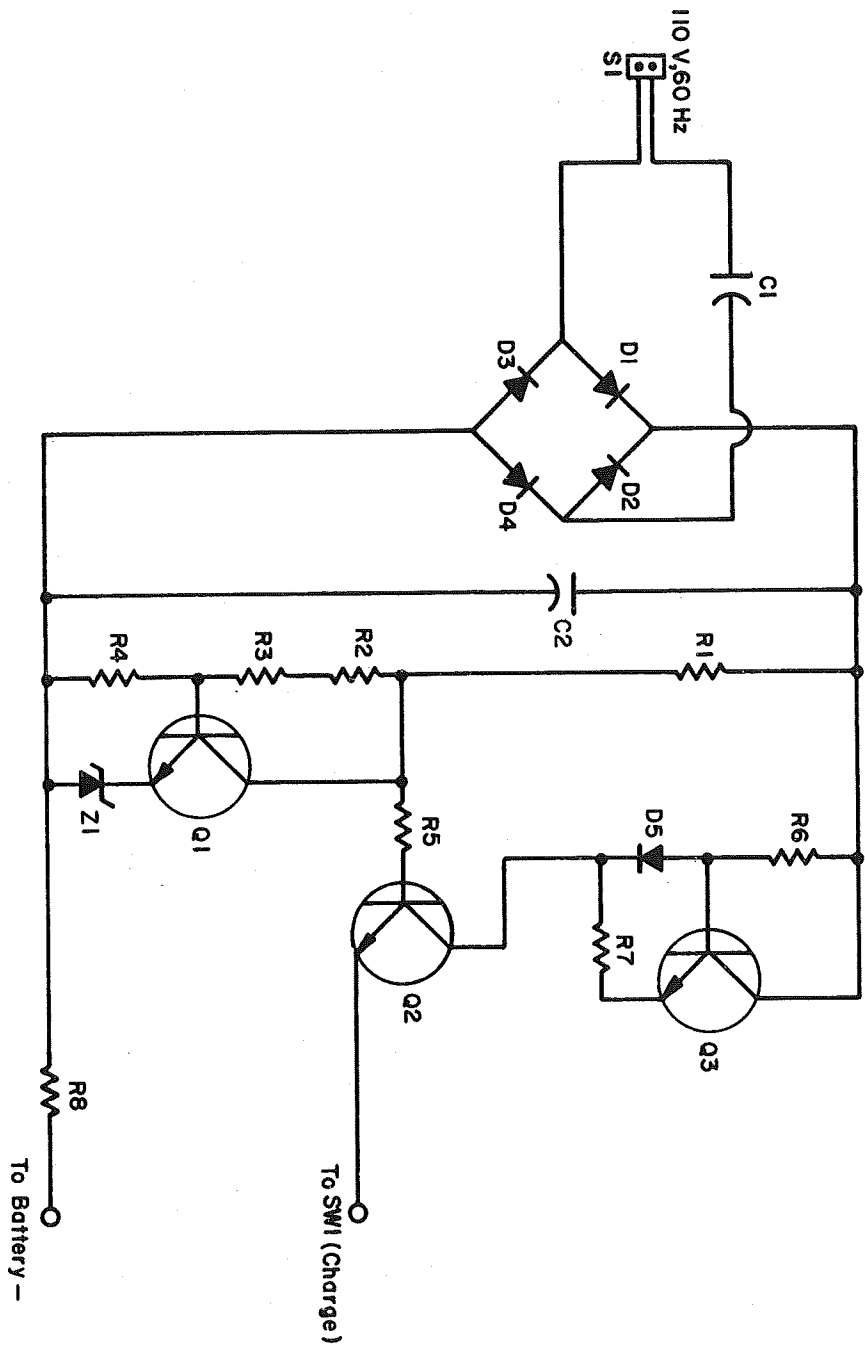 110 V,60 Hz
S1
C1
D1
D2
D3
D4
C2
R1
R2
R3
R4
Q1
Z1
R5
Q2
R6
D5
R7
Q3
R8
To SW1 (Charge)
To Battery –